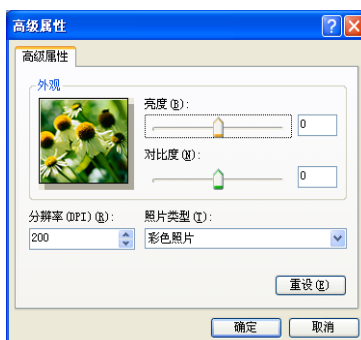 高级属性
高级属性
外观
亮度(B):
0
对比度(N):
0
分辨率(DPI)(R): 照片类型(T):
200 彩色照片
重设(E)
确定 取消